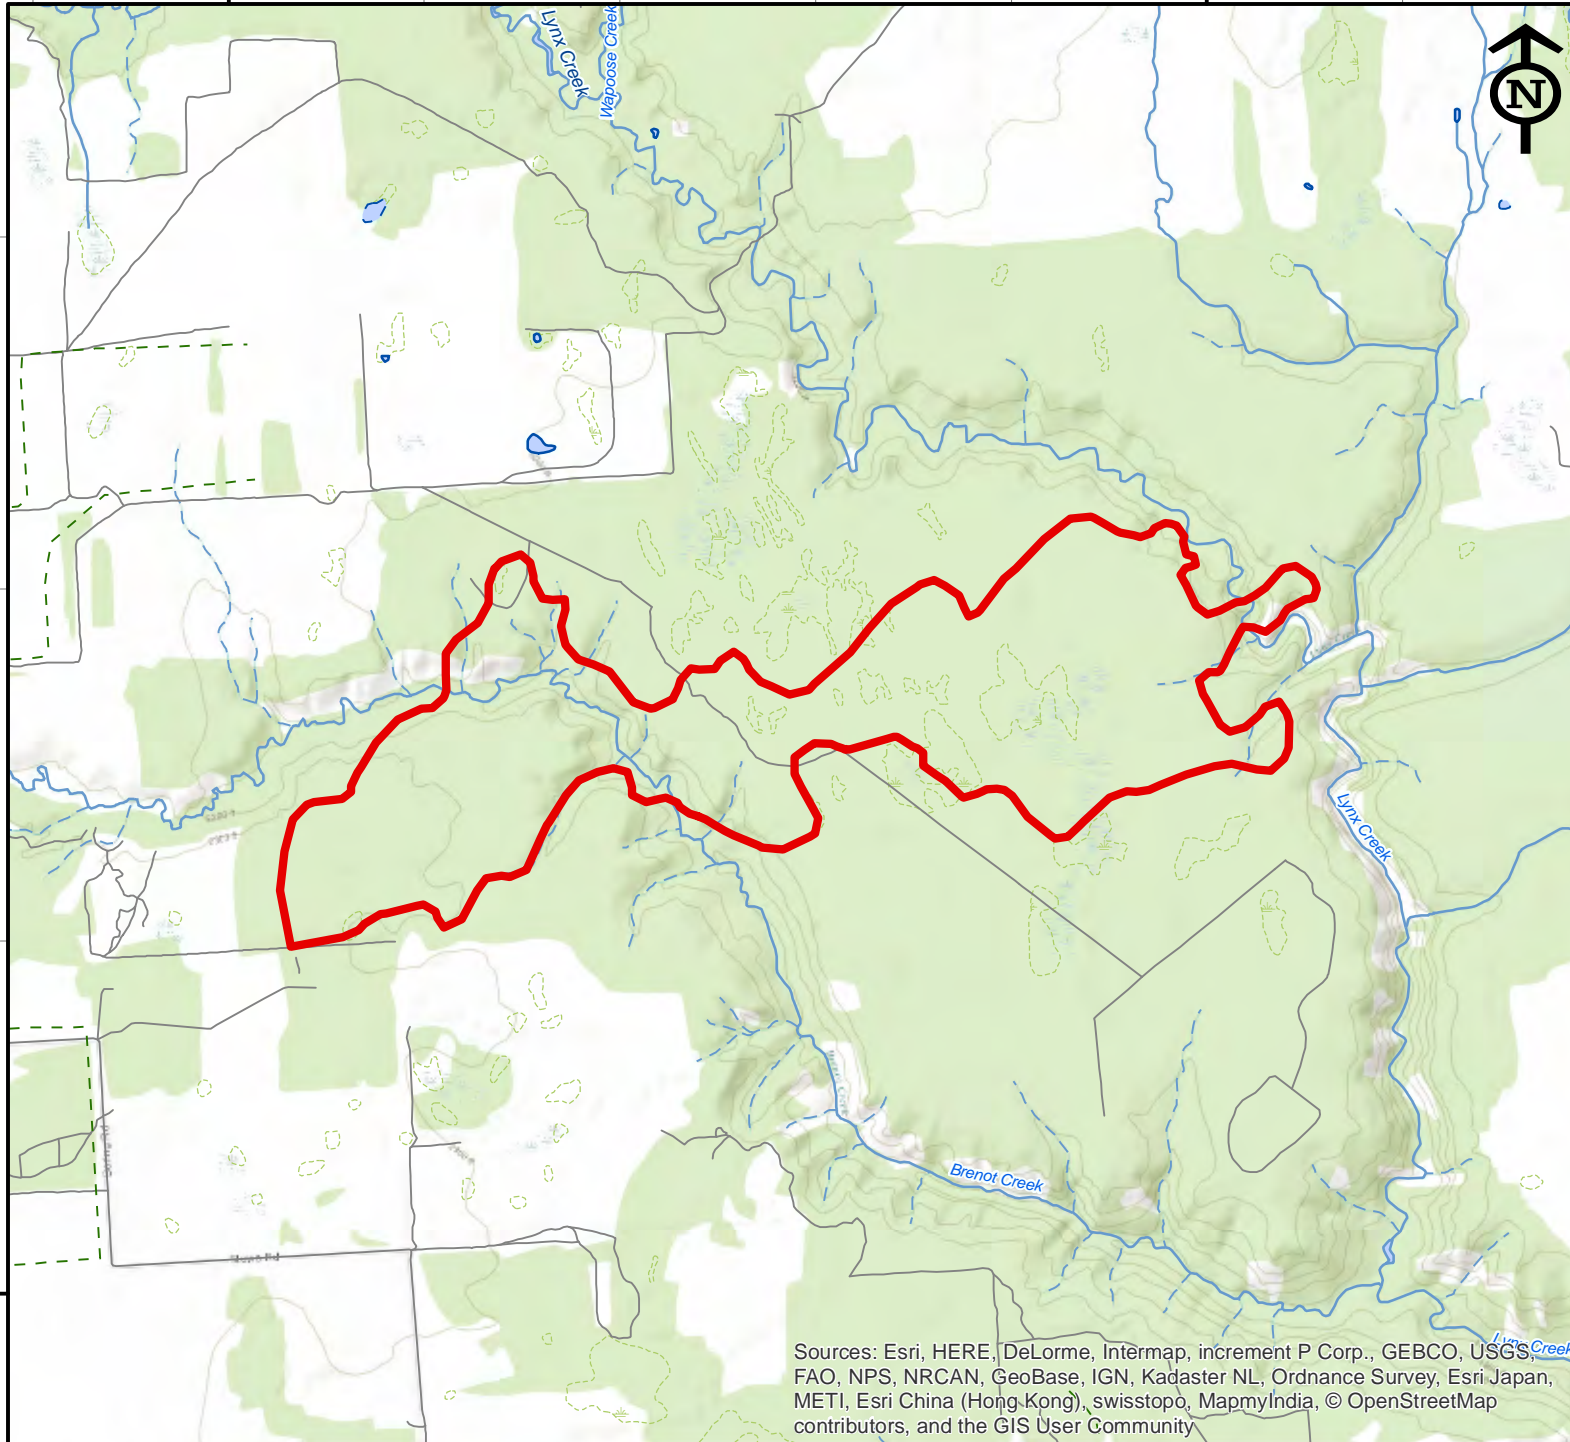 Lynx Creek
Wapoose Creek
N
Lynx Creek
Brenot Creek
Lynx Creek
Sources: Esri, HERE, DeLorme, Intermap, increment P Corp., GEBCO, USGS,
FAO, NPS, NRCAN, GeoBase, IGN, Kadaster NL, Ordnance Survey, Esri Japan,
METI, Esri China (Hong Kong), swisstopo, MapmyIndia, © OpenStreetMap
contributors, and the GIS User Community